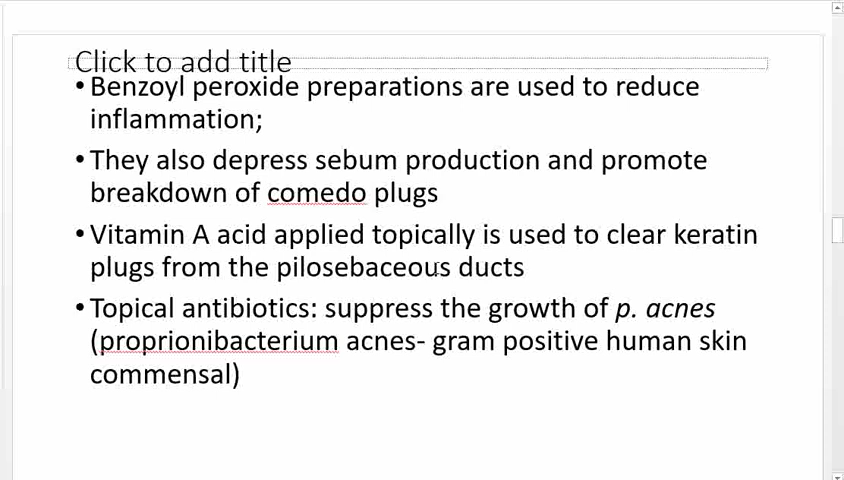 Click to add title
• Benzoyl peroxide preparations are used to reduce
inflammation;
• They also depress sebum production and promote
breakdown of comedo plugs
• Vitamin A acid applied topically is used to clear keratin
plugs from the pilosebaceous ducts
• Topical antibiotics: suppress the growth of p. acnes
(proprionibacterium acnes- gram positive human skin
commensal)